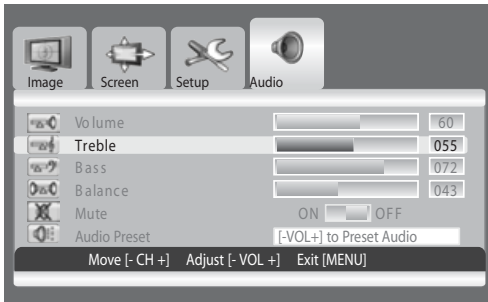 Image Screen Setup Audio
Volume 60
Treble 055
Bass 072
Balance 043
Mute ON OFF
Audio Preset [-VOL+] to Preset Audio
Move [- CH +] Adjust [- VOL +] Exit [MENU]